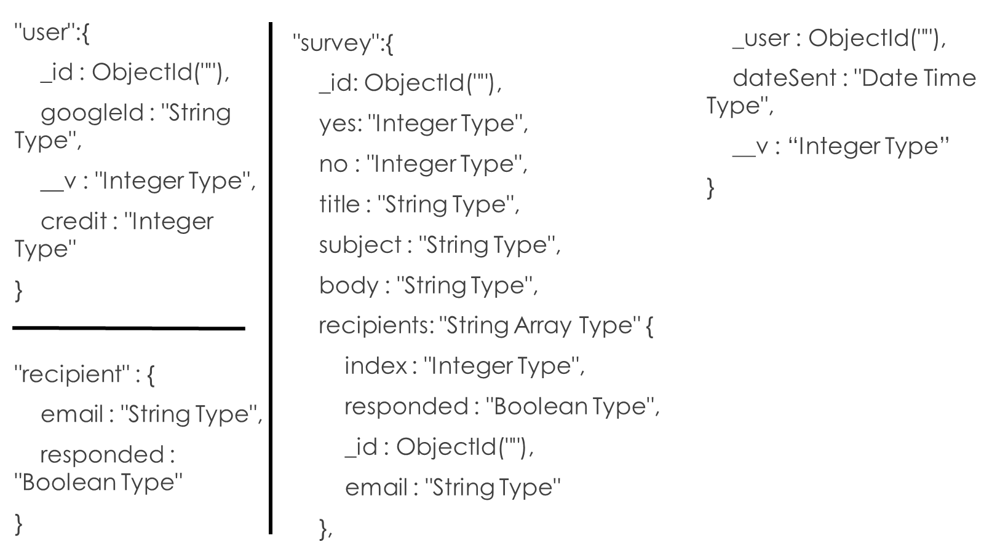 "user":{
_id : ObjectId(""),
googleId : "String
Type",
__v : "Integer Type",
credit : "Integer
Type"
}
"recipient" : {
email : "String Type",
responded :
"Boolean Type"
}
"survey":{
_id: ObjectId(""),
yes: "Integer Type",
no : "Integer Type",
title : "String Type",
subject : "String Type",
body : "String Type",
recipients: "String Array Type" {
index : "Integer Type",
responded : "Boolean Type",
_id : ObjectId(""),
email : "String Type"
},
_user : ObjectId(""),
dateSent : "Date Time
Type",
__v : “Integer Type”
}